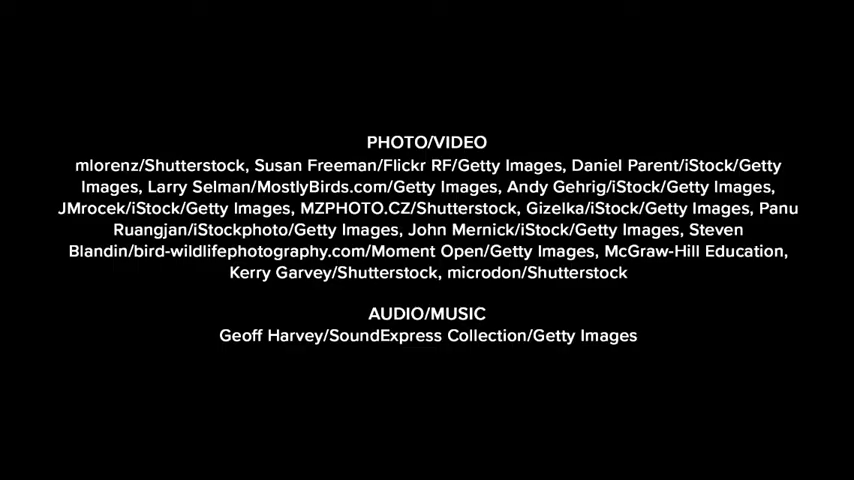 PHOTO/VIDEO
mlorenz/Shutterstock, Susan Freeman/Flickr RF/Getty Images, Daniel Parent/iStock/Getty
Images, Larry Selman/MostlyBirds.com/Getty Images, Andy Gehrig/iStock/Getty Images,
JMrocek/iStock/Getty Images, MZPHOTO.CZ/Shutterstock, Gizelka/iStock/Getty Images, Panu
Ruangjan/iStockphoto/Getty Images, John Mernick/iStock/Getty Images, Steven
Blandin/bird-wildlifephotography.com/Moment Open/Getty Images, McGraw-Hill Education,
Kerry Garvey/Shutterstock, microdon/Shutterstock
AUDIO/MUSIC
Geoff Harvey/SoundExpress Collection/Getty Images